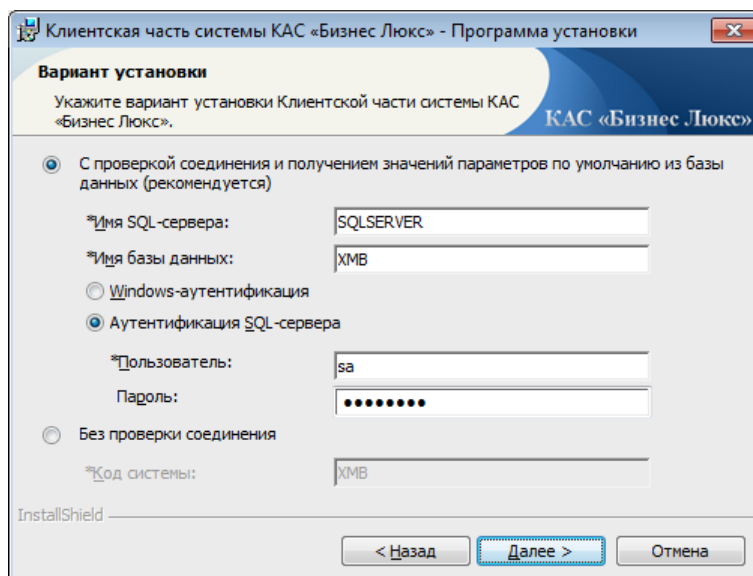 Клиентская часть системы КАС «Бизнес Люкс» - Программа установки
Вариант установки
Укажите вариант установки Клиентской части системы КАС
«Бизнес Люкс».
КАС «Бизнес Люкс»
С проверкой соединения и получением значений параметров по умолчанию из базы
данных (рекомендуется)
*Имя SQL-сервера: SQLSERVER
*Имя базы данных: XMB
Windows-аутентификация
Аутентификация SQL-сервера
*Пользователь: sa
Пароль: ●●●●●●●●
Без проверки соединения
*Код системы: XMB
InstallShield
< Назад Далее > Отмена